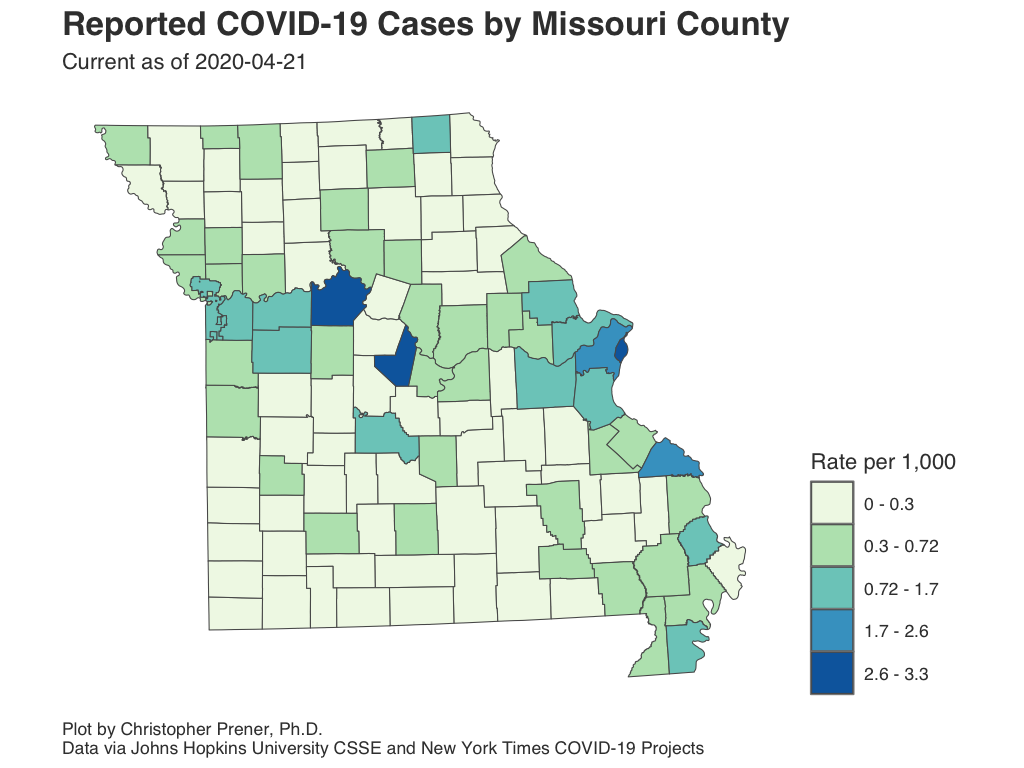 Reported COVID-19 Cases by Missouri County
Current as of 2020-04-21
Rate per 1,000
0 - 0.3
0.3 - 0.72
0.72 - 1.7
1.7 - 2.6
2.6 - 3.3
Plot by Christopher Prener, Ph.D.
Data via Johns Hopkins University CSSE and New York Times COVID-19 Projects